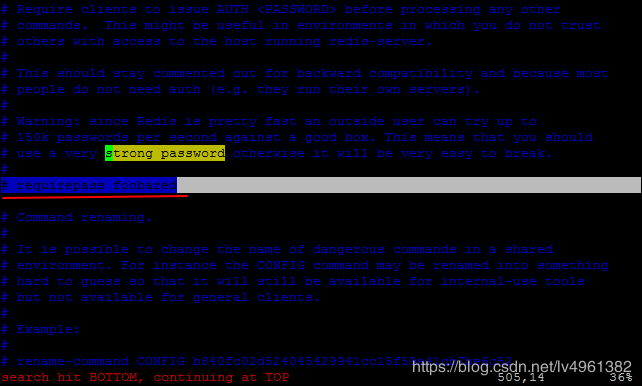 # Require clients to issue AUTH <PASSWORD> before processing any other
# commands.  This might be useful in environments in which you do not trust
# others with access to the host running redis-server.
#
# This should stay commented out for backward compatibility and because most
# people do not need auth (e.g. they run their own servers).
#
# Warning: since Redis is pretty fast an outside user can try up to
# 150k passwords per second against a good box. This means that you should
# use a very strong password otherwise it will be very easy to break.
#
# requirepass foobared

# Command renaming.
#
# It is possible to change the name of dangerous commands in a shared
# environment. For instance the CONFIG command may be renamed into something
# hard to guess so that it will still be available for internal-use tools
# but not available for general clients.
#
# Example:
#
# rename-command CONFIG
https://blog.csdn.net/lv4961382
search hit BOTTOM, continuing at TOP 505,14 36%